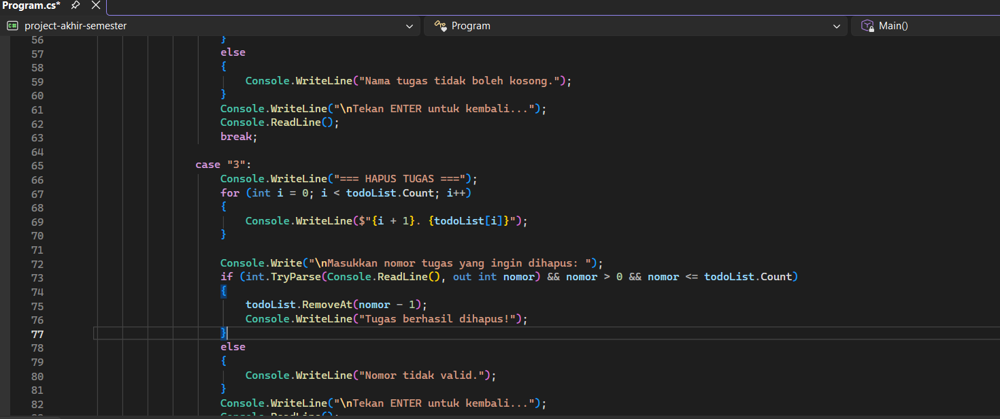 Program.cs*
C# project-akhir-semester Program Main()
56 }
57 else
58 {
59 Console.WriteLine("Nama tugas tidak boleh kosong.");
60 }
61 Console.WriteLine("\nTekan ENTER untuk kembali...");
62 Console.ReadLine();
63 break;
64
65 case "3":
66 Console.WriteLine("=== HAPUS TUGAS ===");
67 for (int i = 0; i < todoList.Count; i++)
68 {
69 Console.WriteLine($"{i + 1}. {todoList[i]}");
70 }
71
72 Console.Write("\nMasukkan nomor tugas yang ingin dihapus: ");
73 if (int.TryParse(Console.ReadLine(), out int nomor) && nomor > 0 && nomor <= todoList.Count)
74 {
75 todoList.RemoveAt(nomor - 1);
76 Console.WriteLine("Tugas berhasil dihapus!");
77 }
78 else
79 {
80 Console.WriteLine("Nomor tidak valid.");
81 }
82 Console.WriteLine("\nTekan ENTER untuk kembali...");
Console.ReadLine();